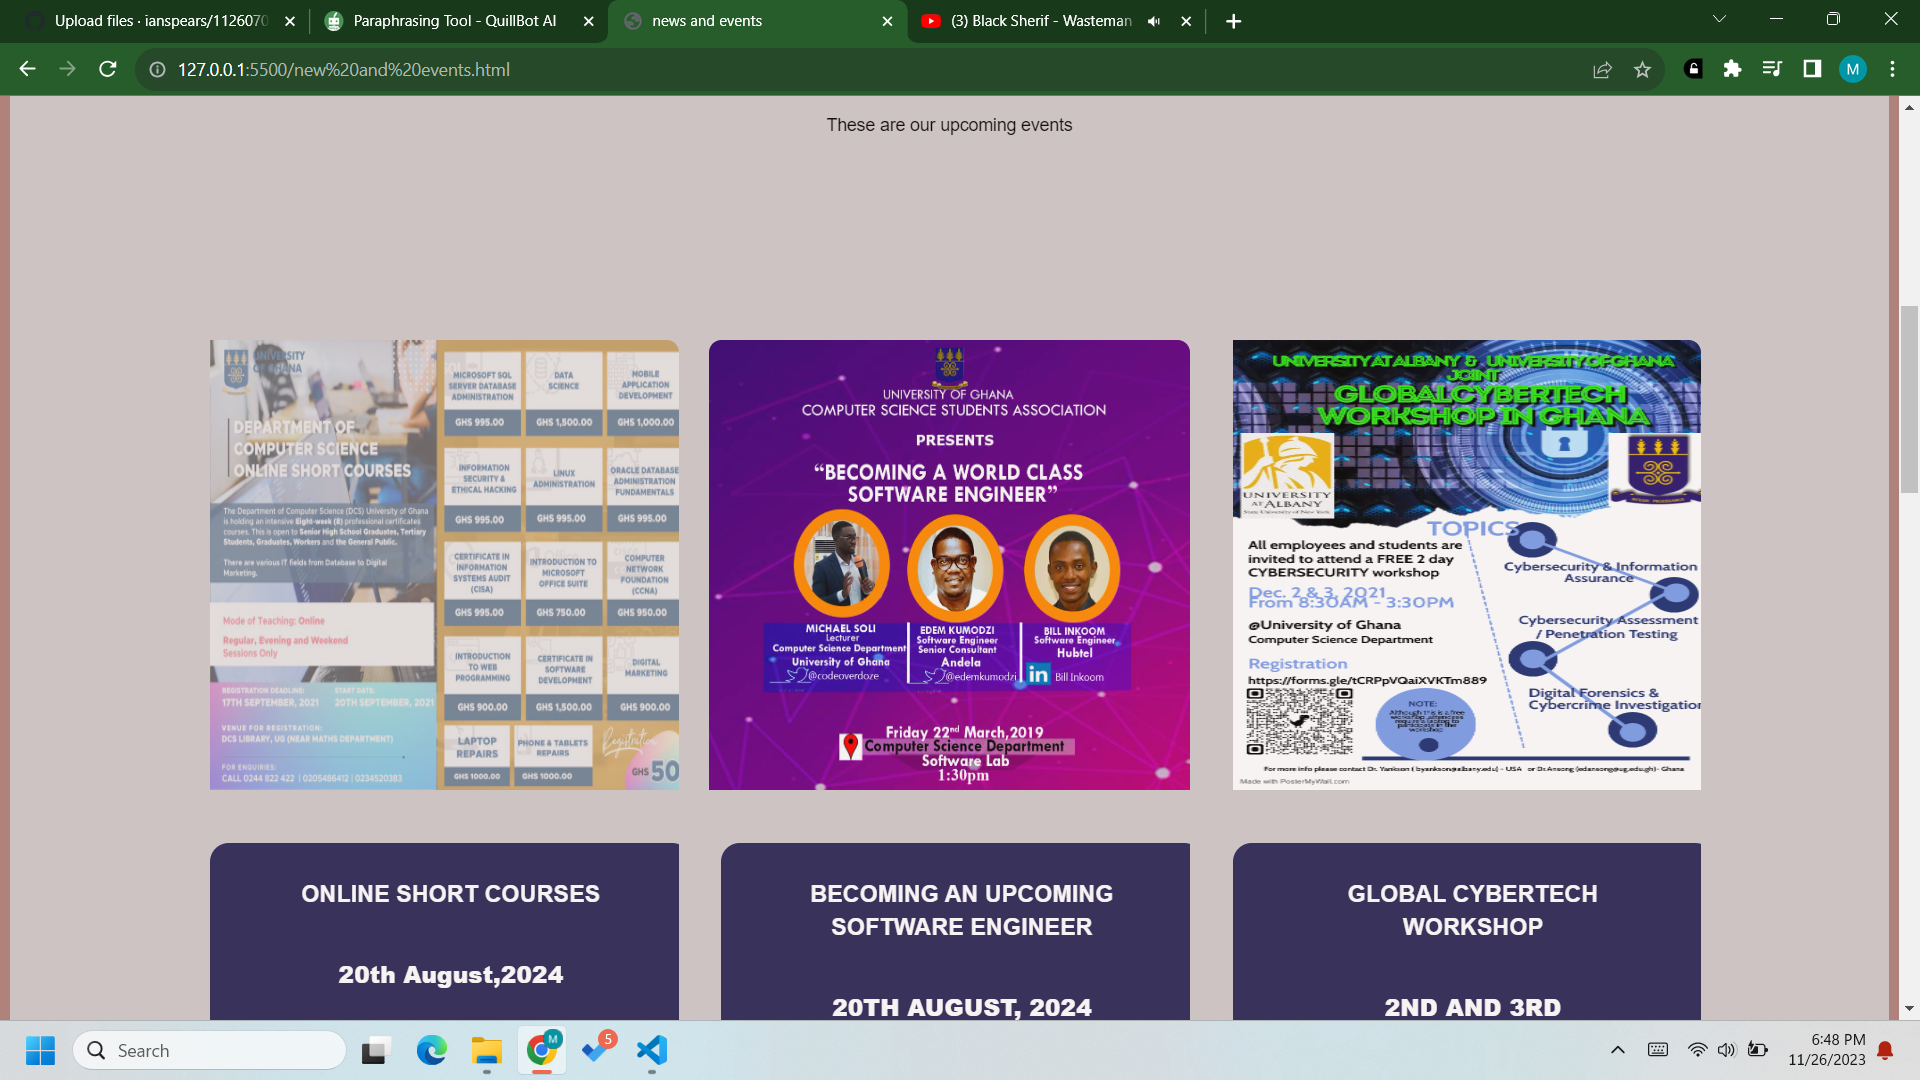 Upload files · ianspears/1126070
Paraphrasing Tool - QuillBot AI
news and events
(3) Black Sherif - Wasteman
127.0.0.1:5500/new%20and%20events.html
M
These are our upcoming events
UNIVERSITY
OF GHANA
DEPARTMENT OF
COMPUTER SCIENCE
ONLINE SHORT COURSES
The Department of Computer Science (DCS) University of Ghana
is holding an intensive Eight-week (8) professional certificates
courses. This is open to Senior High School Graduates, Tertiary
Students, Graduates, Workers and the General Public.
There are various IT fields from Database to Digital
Marketing.
Mode of Teaching: Online
Regular, Evening and Weekend
Sessions Only
REGISTRATION DEADLINE:
17TH SEPTEMBER, 2021
START DATE:
20TH SEPTEMBER, 2021
VENUE FOR REGISTRATION:
DCS LIBRARY, UG (NEAR MATHS DEPARTMENT)
FOR ENQUIRIES:
CALL 0244 822 422 | 0205486412 | 0234520383
MICROSOFT SQL
SERVER DATABASE
ADMINISTRATION
GHS 995.00
DATA
SCIENCE
GHS 1,500.00
MOBILE
APPLICATION
DEVELOPMENT
GHS 1,000.00
INFORMATION
SECURITY &
ETHICAL HACKING
GHS 995.00
LINUX
ADMINISTRATION
GHS 995.00
ORACLE DATABASE
ADMINISTRATION
FUNDAMENTALS
GHS 995.00
CERTIFICATE IN
INFORMATION
SYSTEMS AUDIT
(CISA)
GHS 995.00
INTRODUCTION TO
MICROSOFT
OFFICE SUITE
GHS 750.00
COMPUTER
NETWORK
FOUNDATION
(CCNA)
GHS 950.00
INTRODUCTION
TO WEB
PROGRAMMING
GHS 900.00
CERTIFICATE IN
SOFTWARE
DEVELOPMENT
GHS 1,500.00
DIGITAL
MARKETING
GHS 900.00
LAPTOP
REPAIRS
GHS 1000.00
PHONE & TABLETS
REPAIRS
GHS 1000.00
Registration
GHS 50
UNIVERSITY OF GHANA
COMPUTER SCIENCE STUDENTS ASSOCIATION
PRESENTS
“BECOMING A WORLD CLASS
SOFTWARE ENGINEER”
MICHAEL SOLI
Lecturer
Computer Science Department
University of Ghana
@codeoverdoze
EDEM KUMODZI
Software Engineer
Senior Consultant
Andela
@edemkumodzi
BILL INKOOM
Software Engineer
Hubtel
in Bill Inkoom
Friday 22nd March,2019
Computer Science Department
Software Lab
1:30pm
UNIVERSITY AT ALBANY & UNIVERSITY OF GHANA
JOINT
GLOBALCYBERTECH
WORKSHOP IN GHANA
UNIVERSITY
AT ALBANY
State University of New York
TOPICS
All employees and students are
invited to attend a FREE 2 day
CYBERSECURITY workshop
Dec. 2 & 3, 2021
From 8:30AM - 3:30PM
@University of Ghana
Computer Science Department
Registration
https://forms.gle/tCRPpVQaiXVKTm889
Cybersecurity & Information
Assurance
Cybersecurity Assessment
/ Penetration Testing
Digital Forensics &
Cybercrime Investigation
NOTE:
For more info please contact Dr. Yankson ( byankson@albany.edu) - USA or Dr.Ansong (edansong@ug.edu.gh)- Ghana
Made with PosterMyWall.com
ONLINE SHORT COURSES
20th August,2024
BECOMING AN UPCOMING
SOFTWARE ENGINEER
20TH AUGUST, 2024
GLOBAL CYBERTECH
WORKSHOP
2ND AND 3RD
Search
M
5
6:48 PM
11/26/2023